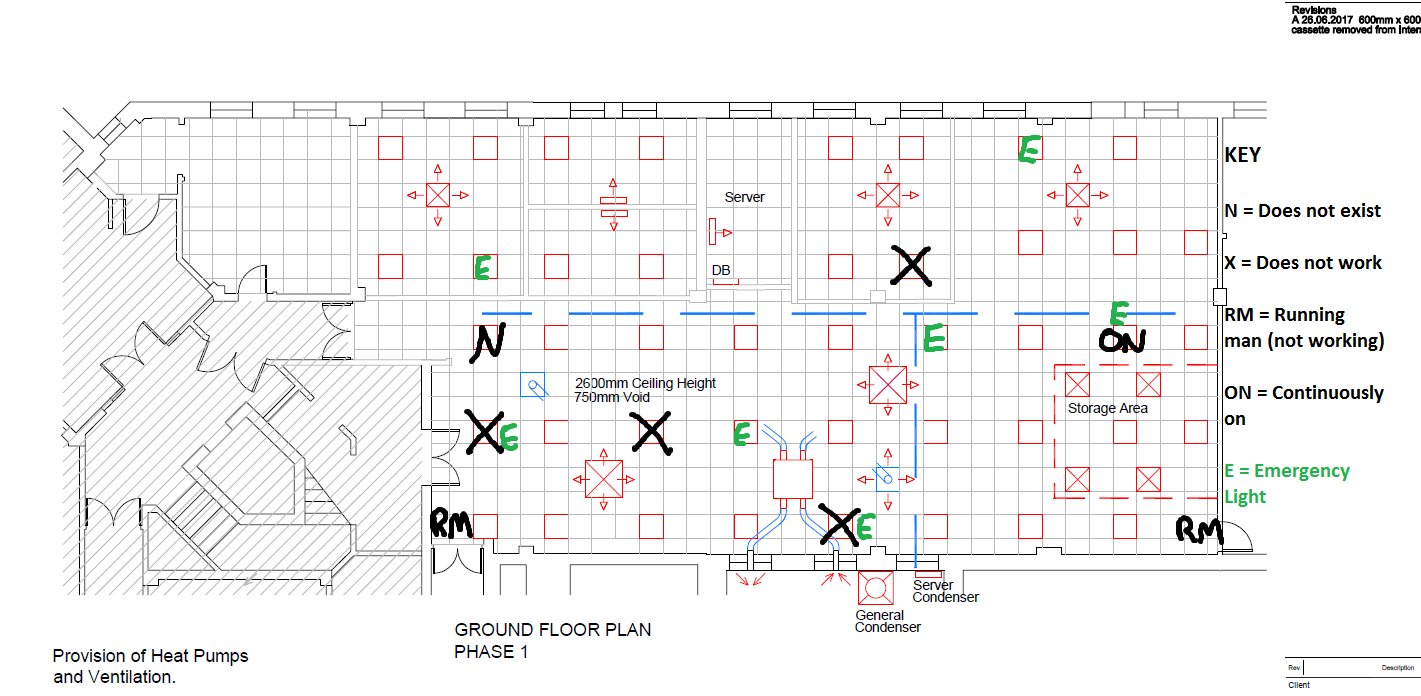 Revisions
A 26.06.2017 600mm x 600
cassette removed from
E
KEY
N = Does not exist
Server
X = Does not work
E
DB
X
E
RM = Running
man (not working)
N
E
ON
2600mm Ceiling Height
750mm Void
ON = Continuously
on
Storage Area
X E
X
E
E = Emergency
Light
RM
X E
RM
Server
Condenser
General
Condenser
GROUND FLOOR PLAN
PHASE 1
Provision of Heat Pumps
and Ventilation.
Rev.
Description
Client